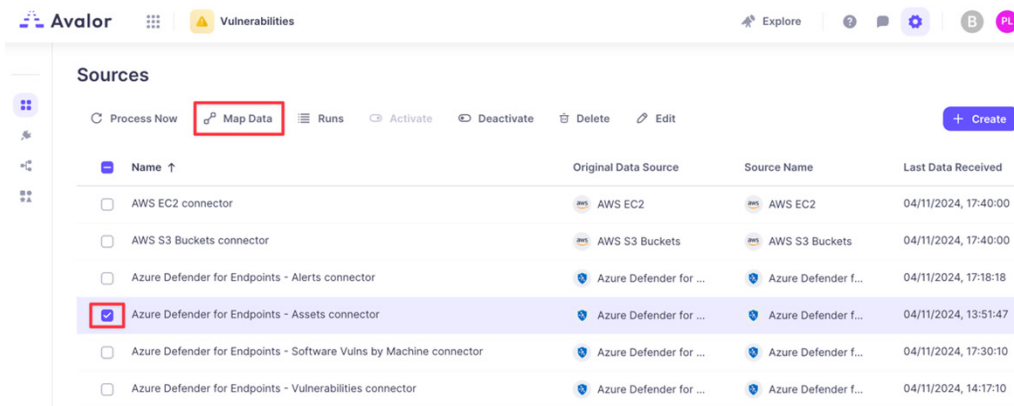 Avalor Vulnerabilities Explore B PL
Sources
Process Now Map Data Runs Activate Deactivate Delete Edit + Create
Name ↑ Original Data Source Source Name Last Data Received
AWS EC2 connector aws AWS EC2 aws AWS EC2 04/11/2024, 17:40:00
AWS S3 Buckets connector aws AWS S3 Buckets aws AWS S3 Buckets 04/11/2024, 17:40:00
Azure Defender for Endpoints - Alerts connector Azure Defender for ... Azure Defender f... 04/11/2024, 17:18:18
Azure Defender for Endpoints - Assets connector Azure Defender for ... Azure Defender f... 04/11/2024, 13:51:47
Azure Defender for Endpoints - Software Vulns by Machine connector Azure Defender for ... Azure Defender f... 04/11/2024, 17:30:10
Azure Defender for Endpoints - Vulnerabilities connector Azure Defender for ... Azure Defender f... 04/11/2024, 14:17:10